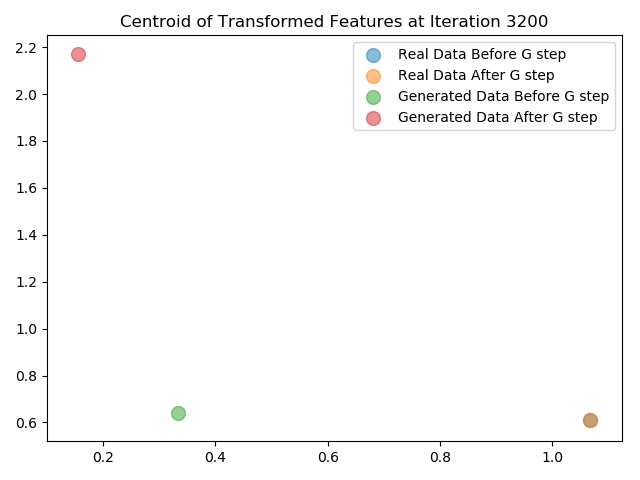 Centroid of Transformed Features at Iteration 3200
Real Data Before G step
Real Data After G step
Generated Data Before G step
Generated Data After G step
2.2
2.0
1.8
1.6
1.4
1.2
1.0
0.8
0.6
0.2 0.4 0.6 0.8 1.0